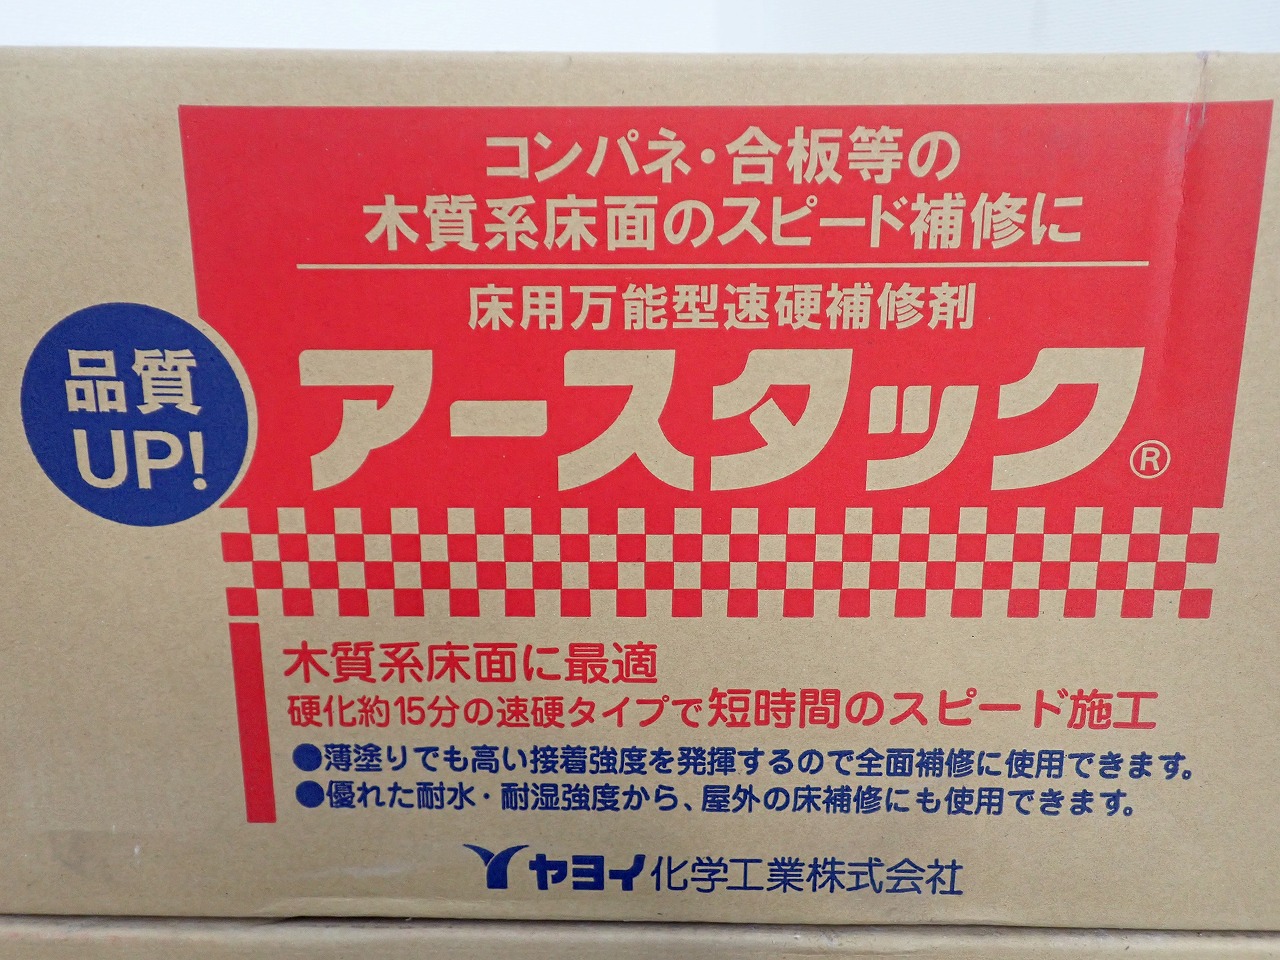 コンパネ・合板等の
木質系床面のスピード補修に
床用万能型速硬補修剤
アースタック®
品質
UP!
木質系床面に最適
硬化約15分の速硬タイプで短時間のスピード施工
●薄塗りでも高い接着強度を発揮するので全面補修に使用できます。
●優れた耐水・耐湿強度から、屋外の床補修にも使用できます。
ヤヨイ化学工業株式会社